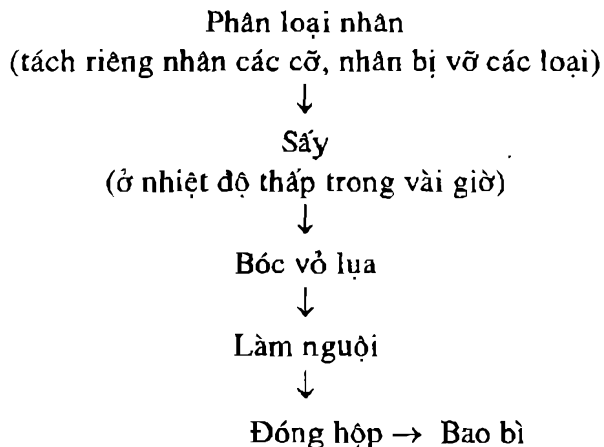 Phân loại nhân
(tách riêng nhân các cỡ, nhân bị vỡ các loại)
↓
Sấy
(ở nhiệt độ thấp trong vài giờ)
↓
Bóc vỏ lụa
↓
Làm nguội
↓
Đóng hộp → Bao bì